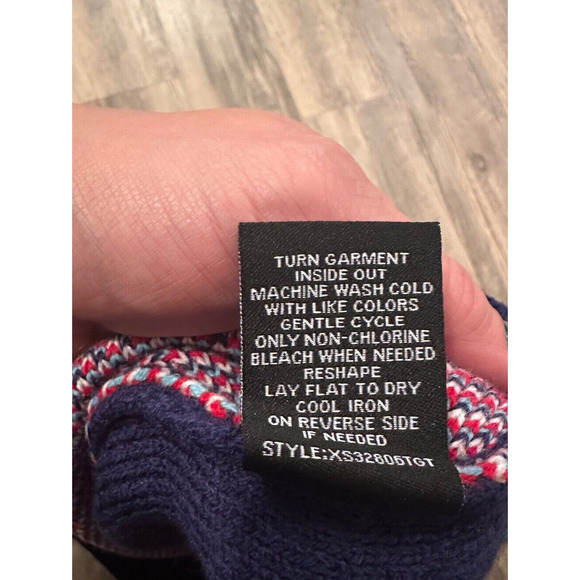 TURN GARMENT
INSIDE OUT
MACHINE WASH COLD
WITH LIKE COLORS
GENTLE CYCLE
ONLY NON-CHLORINE
BLEACH WHEN NEEDED
RESHAPE
LAY FLAT TO DRY
COOL IRON
ON REVERSE SIDE
IF NEEDED
STYLE:XS32806TGT